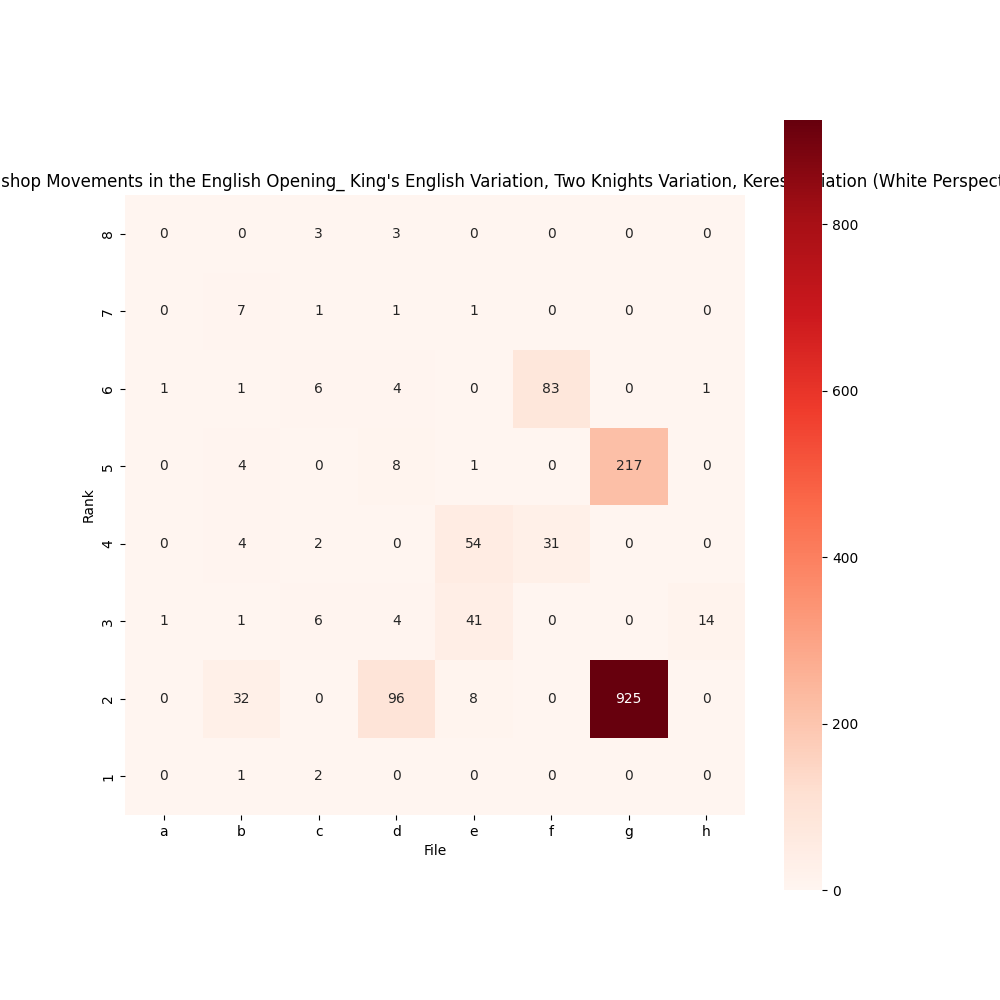 shop Movements in the English Opening_ King's English Variation, Two Knights Variation, Keres iation (White Perspect
8 0 0 3 3 0 0 0 0
7 0 7 1 1 1 0 0 0
6 1 1 6 4 0 83 0 1
5 0 4 0 8 1 0 217 0
4 0 4 2 0 54 31 0 0
3 1 1 6 4 41 0 0 14
2 0 32 0 96 8 0 925 0
1 0 1 2 0 0 0 0 0
a b c d e f g h
File
Rank
800
600
400
200
0